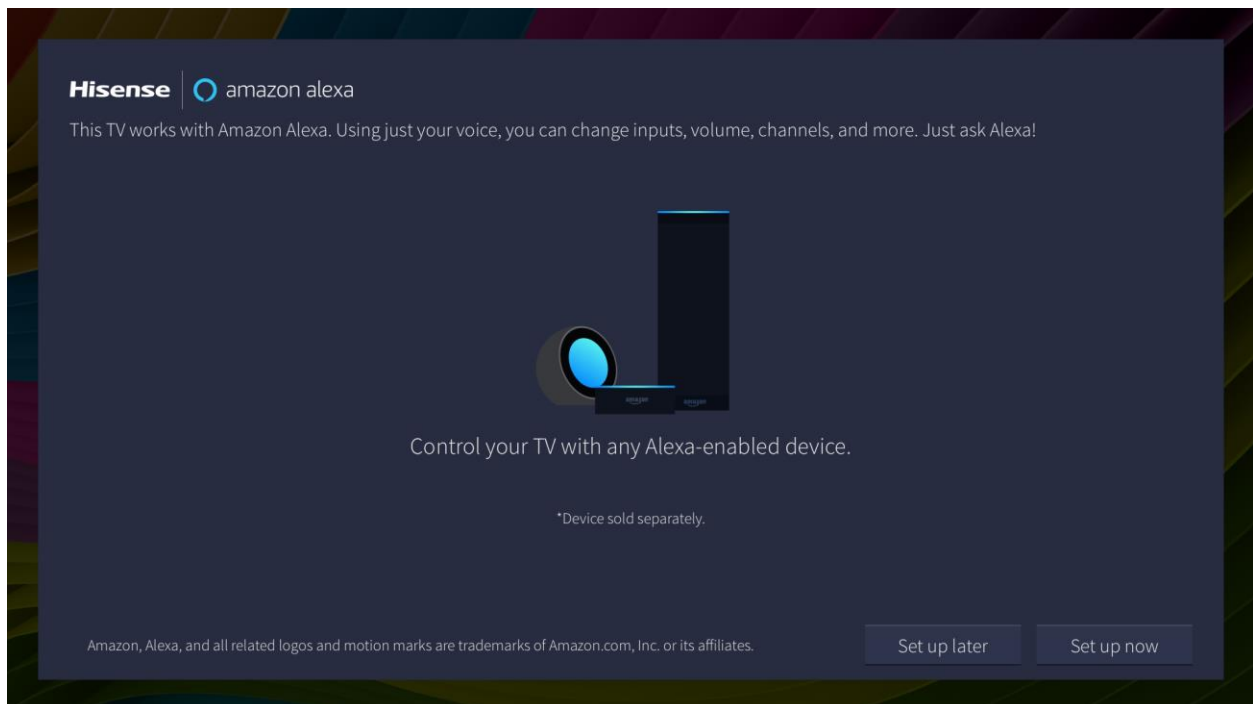 Hisense amazon alexa
This TV works with Amazon Alexa. Using just your voice, you can change inputs, volume, channels, and more. Just ask Alexa!
amazon
amazon
Control your TV with any Alexa-enabled device.
*Device sold separately.
Amazon, Alexa, and all related logos and motion marks are trademarks of Amazon.com, Inc. or its affiliates.
Set up later
Set up now